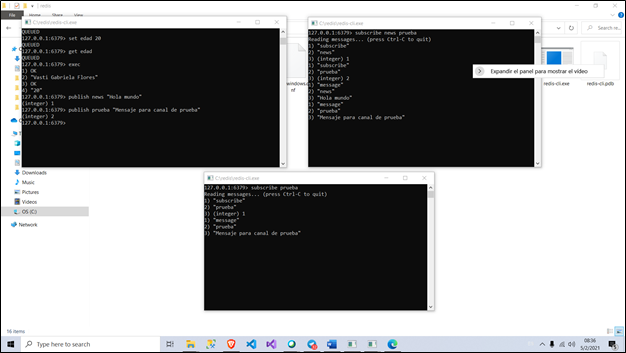 redis
File
Home
Share
View
Search redis
C:\redis\redis-cli.exe
QUEUED
127.0.0.1:6379> set edad 20
QUEUED
127.0.0.1:6379> get edad
QUEUED
127.0.0.1:6379> exec
1) OK
2) "Vasti Gabriela Flores"
3) OK
4) "20"
127.0.0.1:6379> publish news "Hola mundo"
(integer) 1
127.0.0.1:6379> publish prueba "Mensaje para canal de prueba"
(integer) 2
127.0.0.1:6379>
C:\redis\redis-cli.exe
127.0.0.1:6379> subscribe news prueba
Reading messages... (press Ctrl-C to quit)
1) "subscribe"
2) "news"
3) (integer) 1
1) "subscribe"
2) "prueba"
3) (integer) 2
1) "message"
2) "news"
3) "Hola mundo"
1) "message"
2) "prueba"
3) "Mensaje para canal de prueba"
Expandir el panel para mostrar el vídeo
redis-cli.exe
redis-cli.pdb
C:\redis\redis-cli.exe
127.0.0.1:6379> subscribe prueba
Reading messages... (press Ctrl-C to quit)
1) "subscribe"
2) "prueba"
3) (integer) 1
1) "message"
2) "prueba"
3) "Mensaje para canal de prueba"
Downloads
Music
Pictures
Videos
OS (C:)
Network
16 items
Type here to search
08:36
5/2/2021